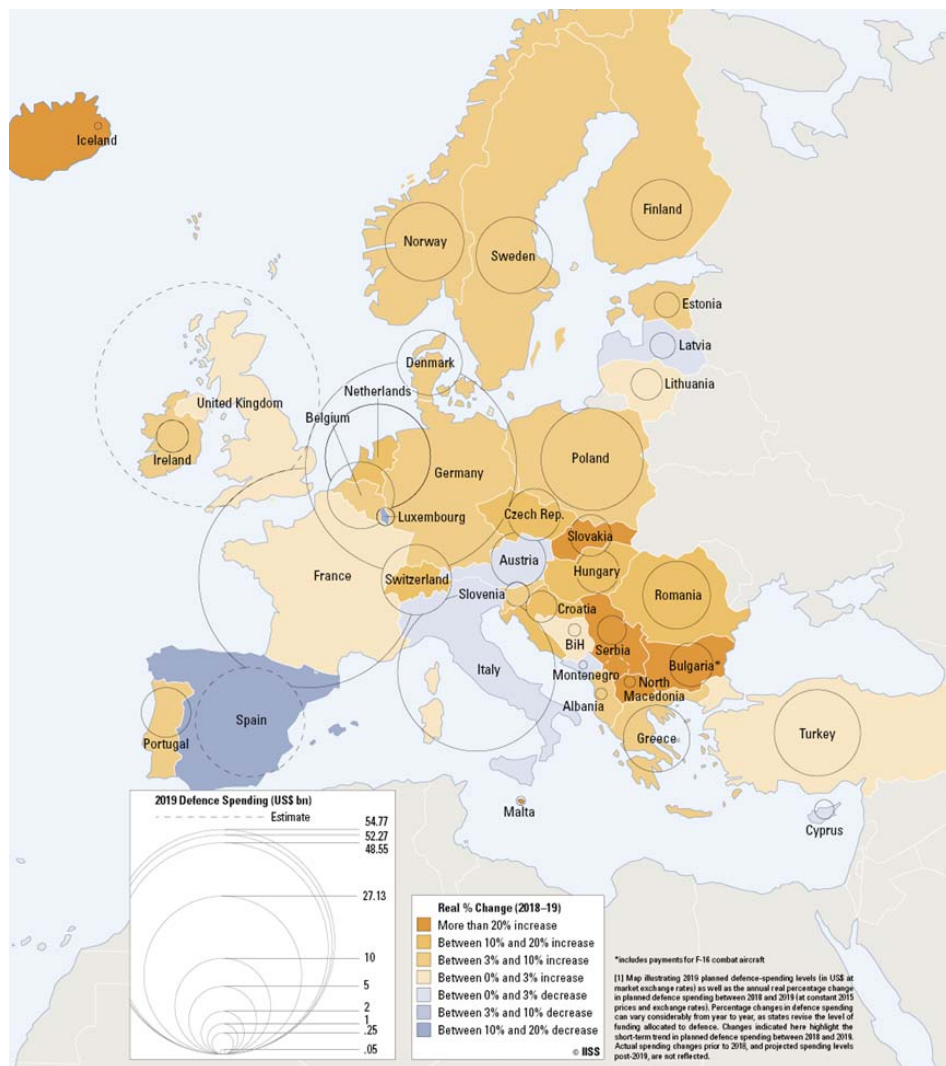 Iceland
Finland
Norway
Sweden
Estonia
Latvia
Denmark
Lithuania
Netherlands
United Kingdom
Belgium
Ireland
Poland
Germany
Czech Rep.
Luxembourg
Slovakia
Austria
France
Switzerland
Hungary
Slovenia
Romania
Croatia
BiH
Serbia
Italy
Bulgaria*
Montenegro
North
Macedonia
Albania
Spain
Portugal
Greece
Turkey
Malta
Cyprus
2019 Defence Spending (US$ bn)
Estimate
54.77
52.27
48.55
27.13
10
5
2
1
.25
.05
Real % Change (2018–19)
More than 20% increase
Between 10% and 20% increase
Between 3% and 10% increase
Between 0% and 3% increase
Between 0% and 3% decrease
Between 3% and 10% decrease
Between 10% and 20% decrease
© IISS
*includes payments for F-16 combat aircraft
[1] Map illustrating 2019 planned defence-spending levels (in US$ at
market exchange rates) as well as the annual real percentage change
in planned defence spending between 2018 and 2019 (at constant 2015
prices and exchange rates). Percentage changes in defence spending
can vary considerably from year to year, as states revise the level of
funding allocated to defence. Changes indicated here highlight the
short-term trend in planned defence spending between 2018 and 2019.
Actual spending changes prior to 2018, and projected spending levels
post-2019, are not reflected.